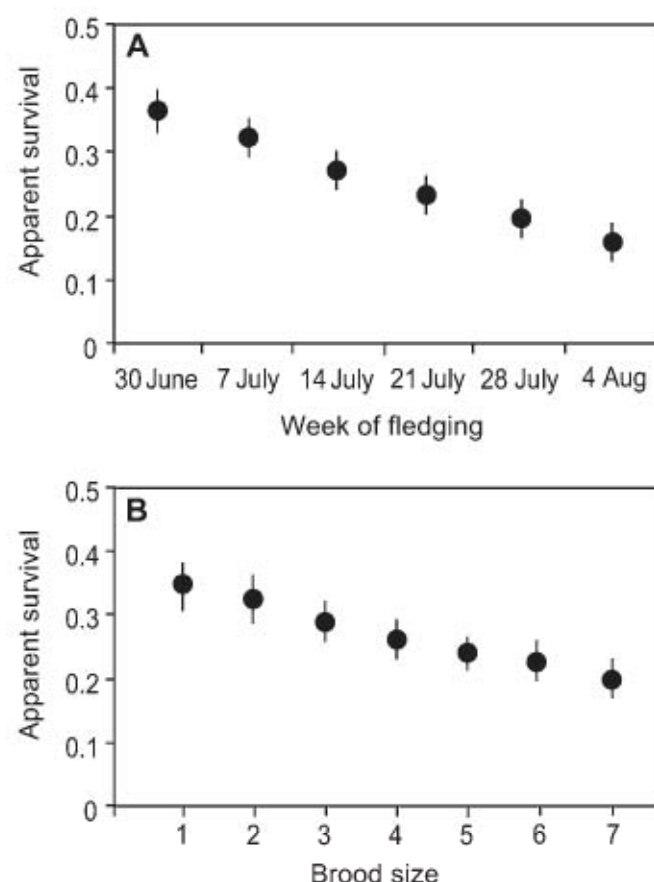 A
0.5
0.4
0.3
0.2
0.1
0
Apparent survival
30 June 7 July 14 July 21 July 28 July 4 Aug
Week of fledging
B
0.5
0.4
0.3
0.2
0.1
0
Apparent survival
1 2 3 4 5 6 7
Brood size